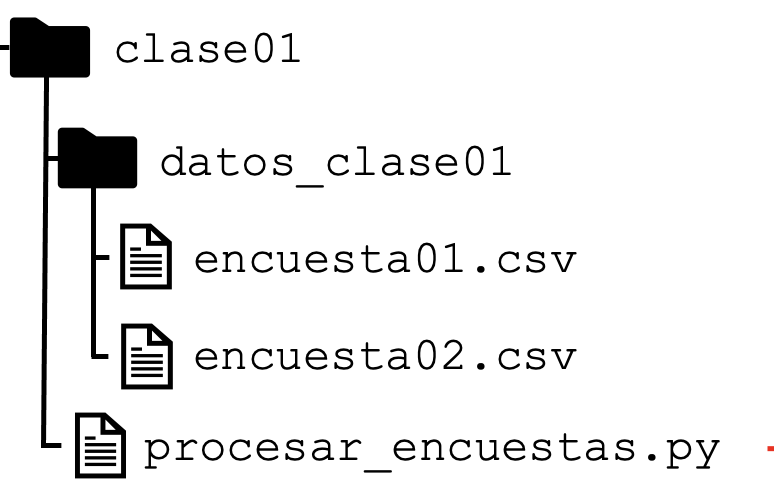 clase01
datos_clase01
encuesta01.csv
encuesta02.csv
procesar_encuestas.py